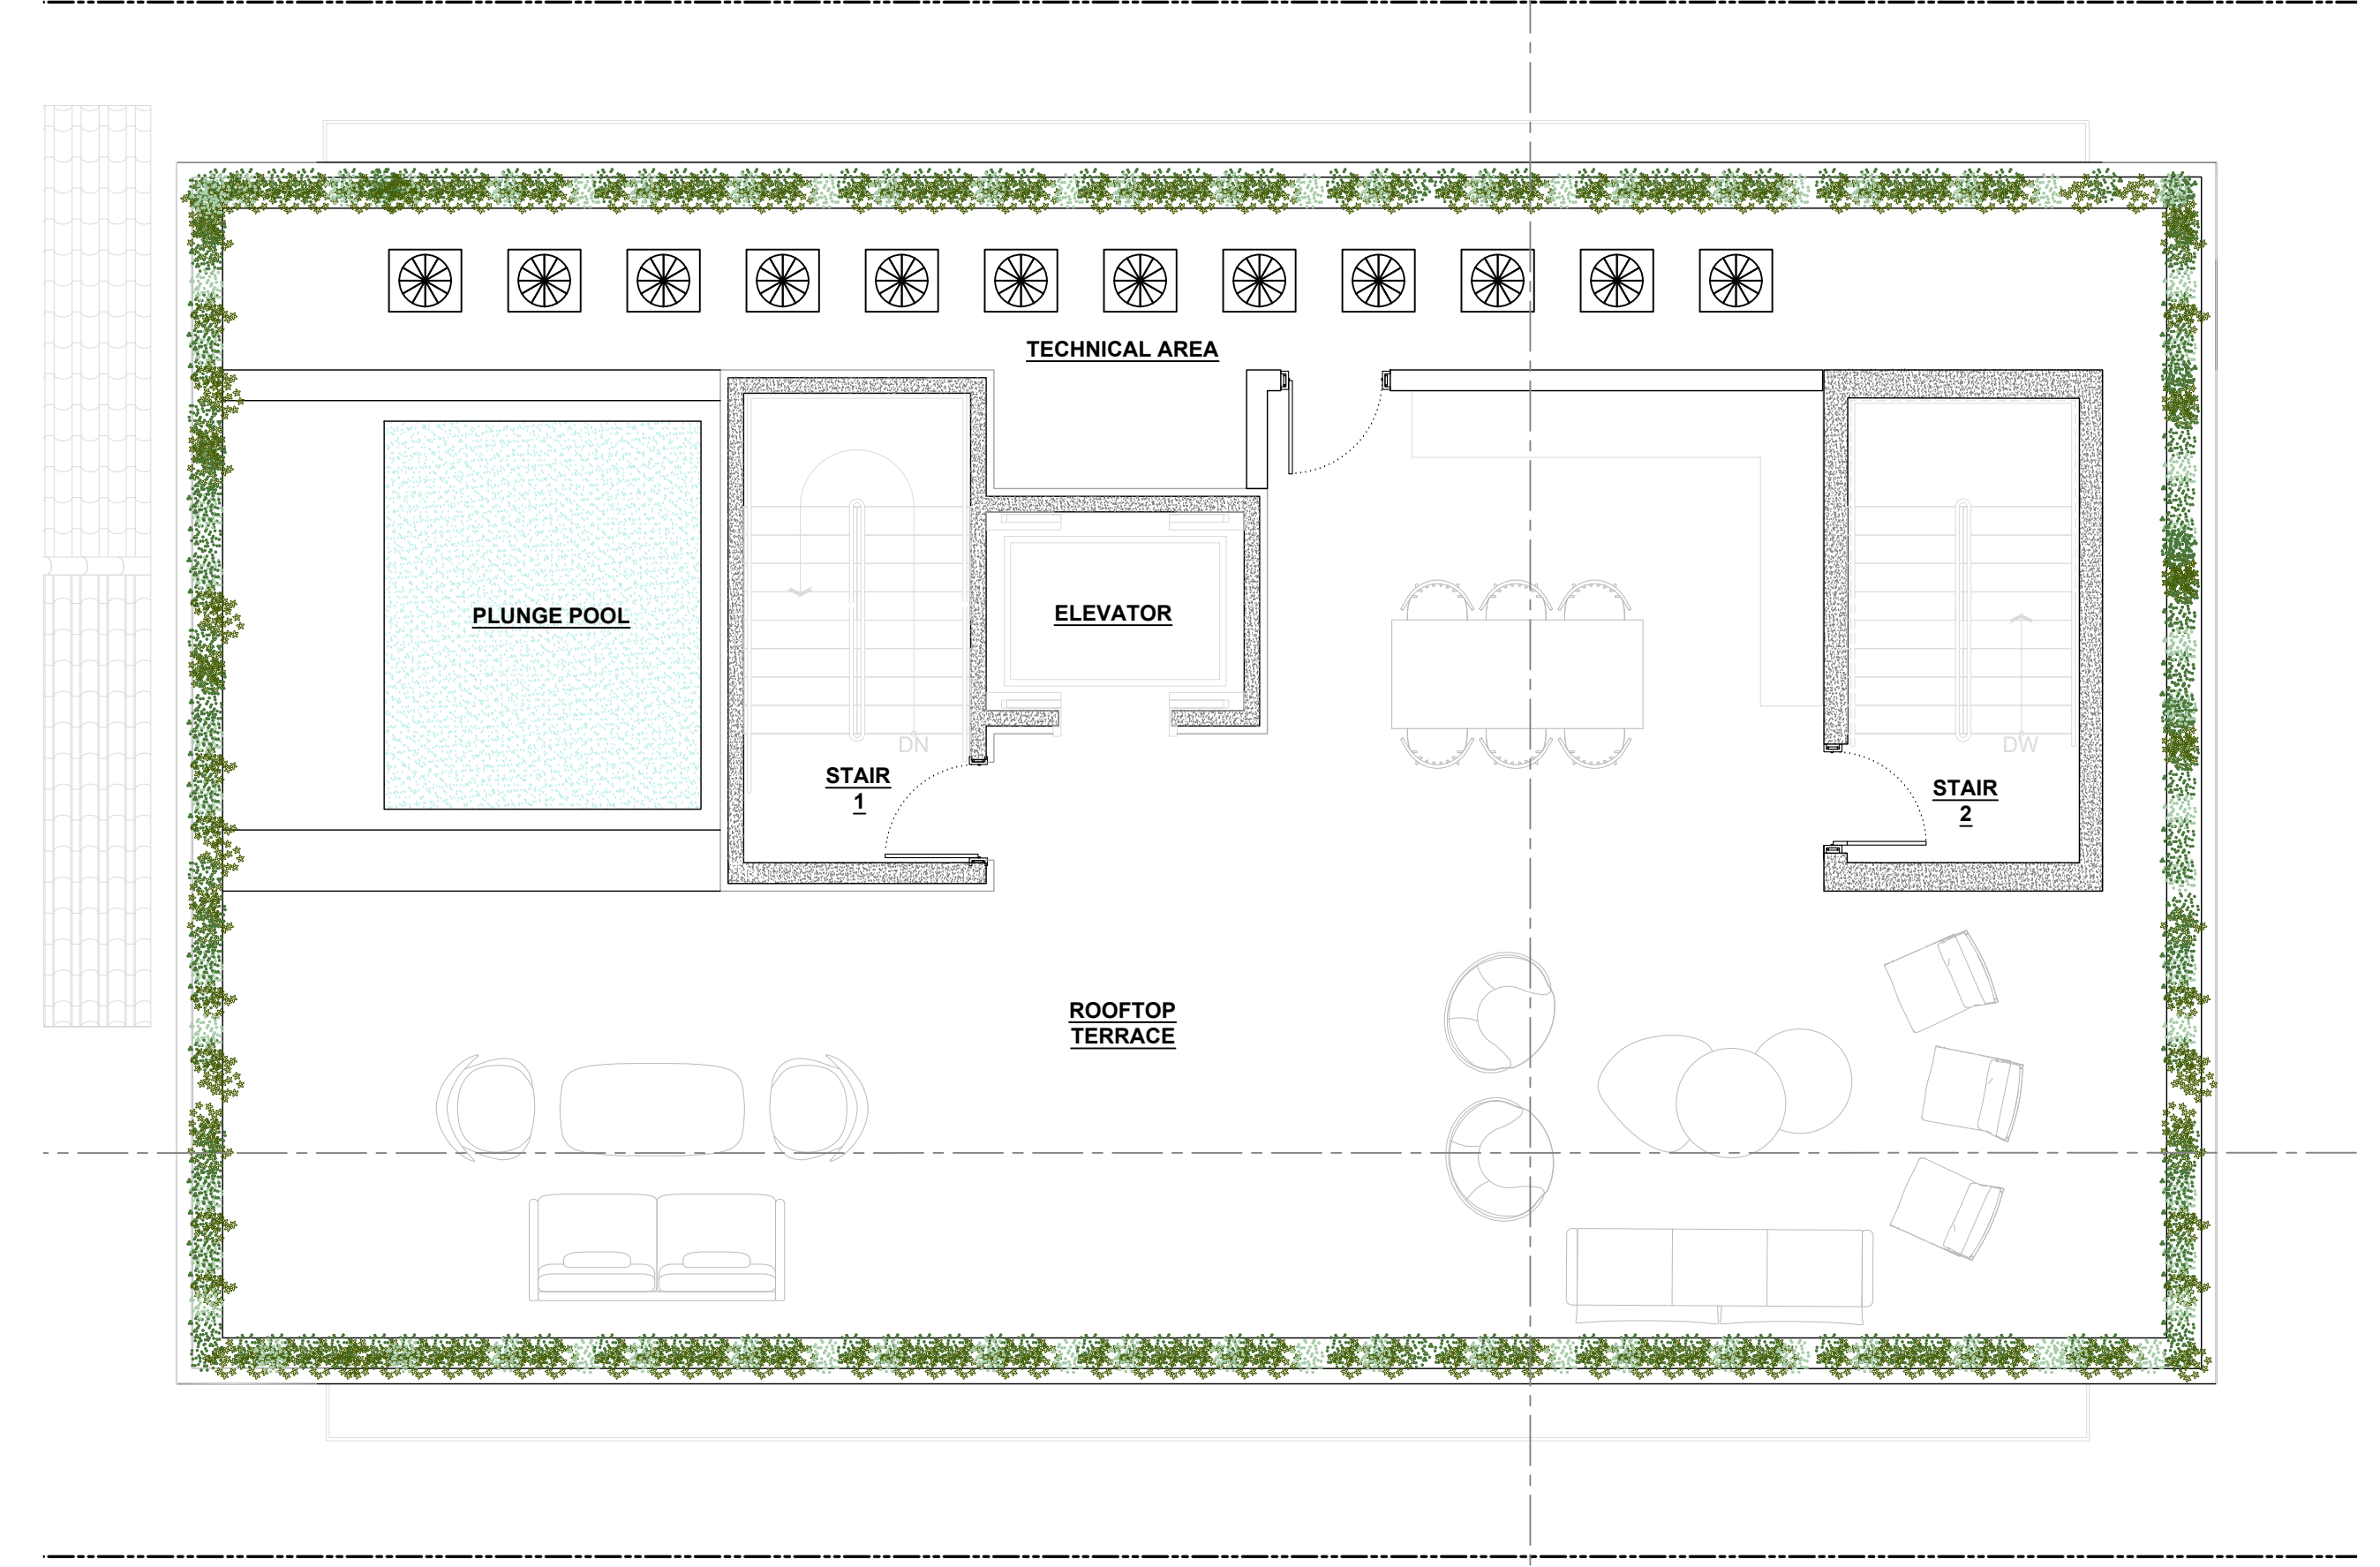 TECHNICAL AREA
PLUNGE POOL
ELEVATOR
DN
DW
STAIR
1
STAIR
2
ROOFTOP
TERRACE